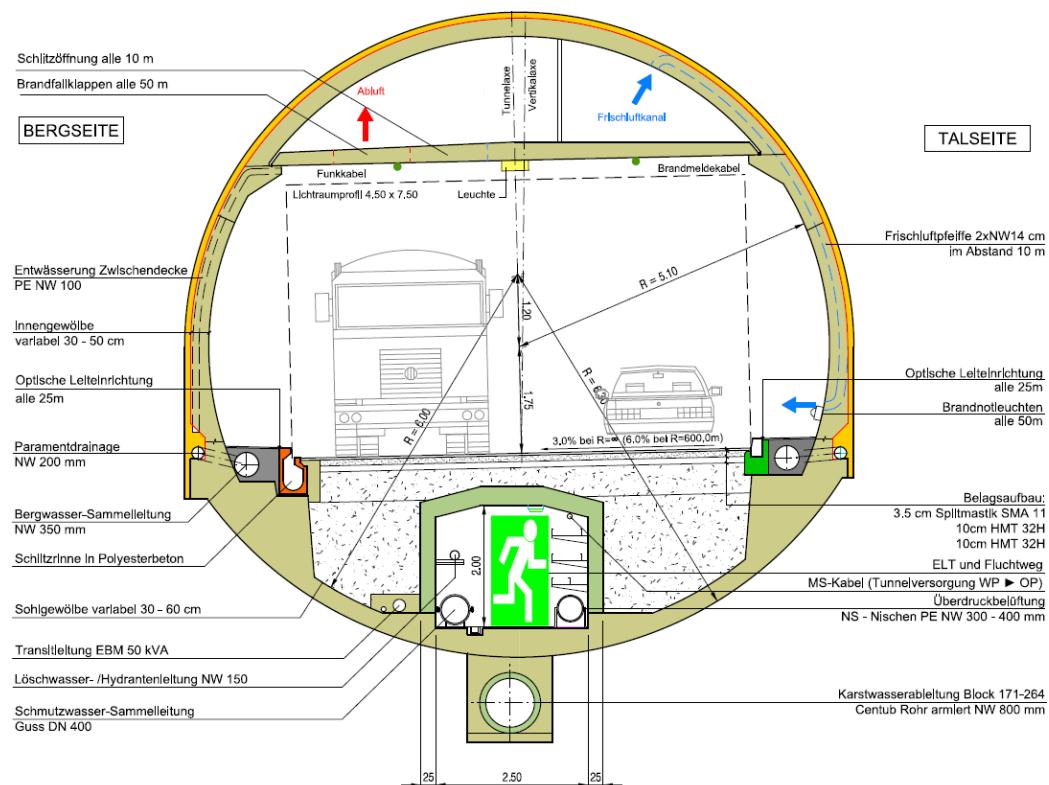 Schlitzöffnung alle 10 m
Brandfallklappen alle 50 m
BERGSEITE
Abluft
Tunnelaxe
Vertikalaxe
Frischluftkanal
TALSEITE
Funkkabel
Lichtraumprofil 4.50 x 7.50
Leuchte
Brandmeldekabel
Frischluftpfeiffe 2xNW14 cm
im Abstand 10 m
Entwässerung Zwischendecke
PE NW 100
Innengewölbe
variabel 30 - 50 cm
Optische Leiteinrichtung
alle 25m
Paramentdrainage
NW 200 mm
Bergwasser-Sammelleitung
NW 350 mm
Schlitzrinne in Polyesterbeton
Sohlgewölbe variabel 30 - 60 cm
Transitleitung EBM 50 kVA
Löschwasser- /Hydrantenleitung NW 150
Schmutzwasser-Sammelleitung
Guss DN 400
R = 5.10
1.20
1.75
R = 6.00
R = 6.30
3,0% bei R=∞ (6.0% bei R=600,0m)
2.00
25
2.50
25
Optische Leiteinrichtung
alle 25m
Brandnotleuchten
alle 50m
Belagsaufbau:
3.5 cm Splitmastik SMA 11
10cm HMT 32H
10cm HMT 32H
ELT und Fluchtweg
MS-Kabel (Tunnelversorgung WP ► OP)
Überdruckbelüftung
NS - Nischen PE NW 300 - 400 mm
Karstwasserableitung Block 171-264
Centub Rohr armiert NW 800 mm